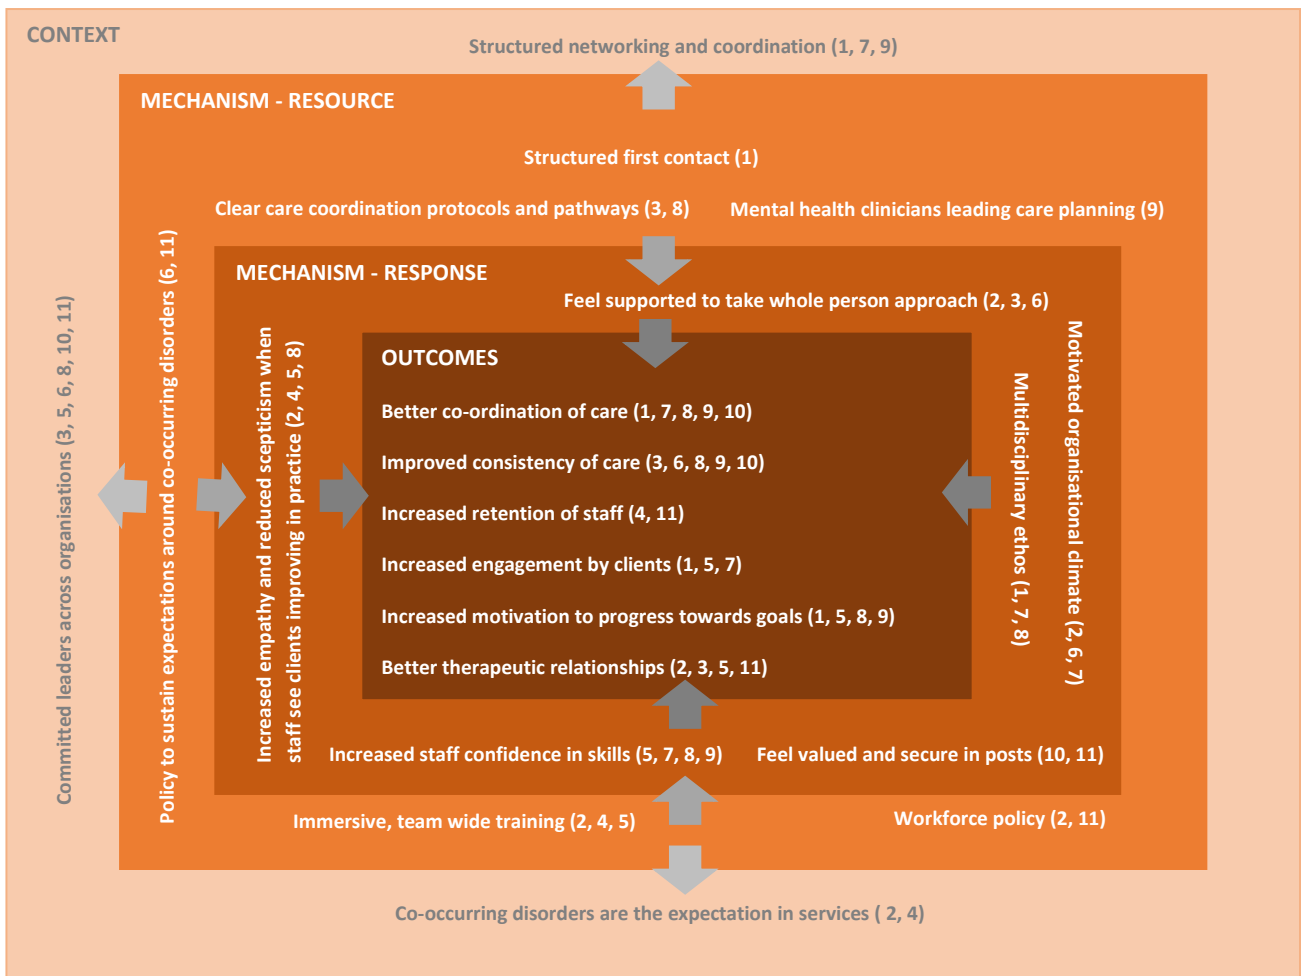 CONTEXT
Structured networking and coordination (1, 7, 9)
MECHANISM - RESOURCE
Structured first contact (1)
Clear care coordination protocols and pathways (3, 8)
Mental health clinicians leading care planning (9)
MECHANISM - RESPONSE
Feel supported to take whole person approach (2, 3, 6)
Committed leaders across organisations (3, 5, 6, 8, 10, 11)
Policy to sustain expectations around co-occurring disorders (6, 11)
Increased empathy and reduced scepticism when
staff see clients improving in practice (2, 4, 5, 8)
OUTCOMES
Better co-ordination of care (1, 7, 8, 9, 10)
Improved consistency of care (3, 6, 8, 9, 10)
Increased retention of staff (4, 11)
Increased engagement by clients (1, 5, 7)
Increased motivation to progress towards goals (1, 5, 8, 9)
Better therapeutic relationships (2, 3, 5, 11)
Multidisciplinary ethos (1, 7, 8)
Motivated organisational climate (2, 6, 7)
Increased staff confidence in skills (5, 7, 8, 9)
Feel valued and secure in posts (10, 11)
Immersive, team wide training (2, 4, 5)
Workforce policy (2, 11)
Co-occurring disorders are the expectation in services ( 2, 4)